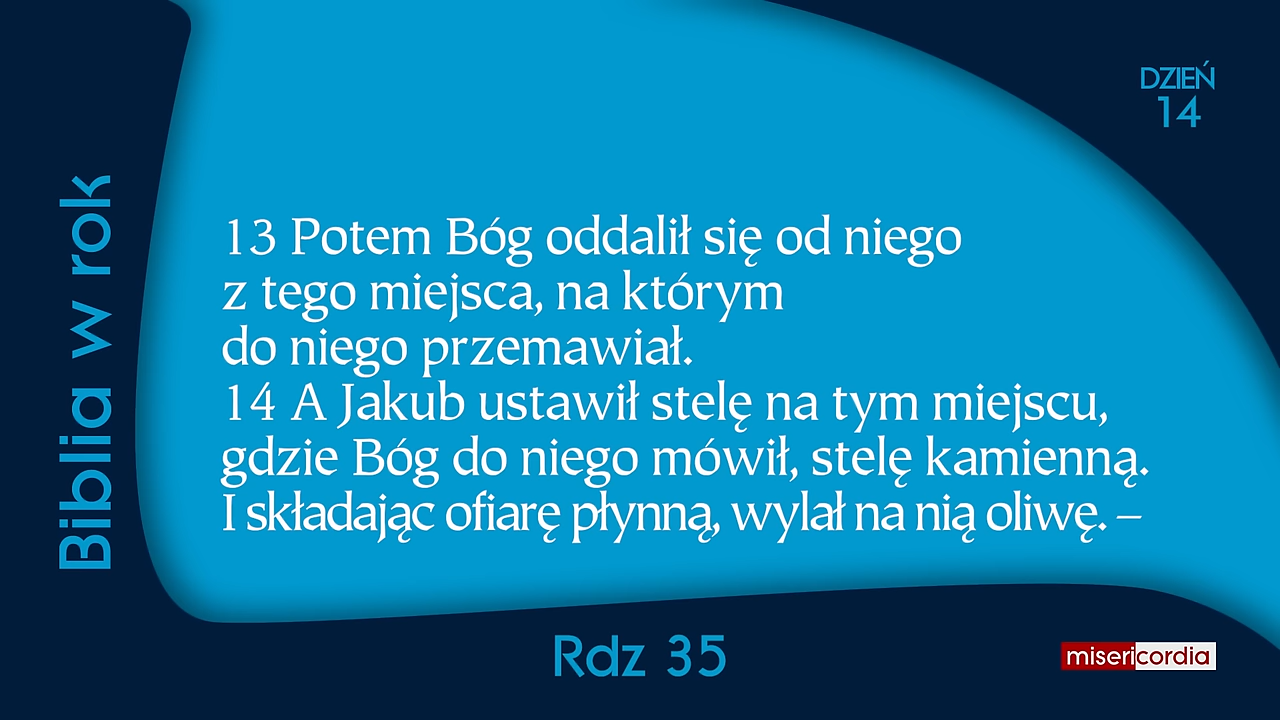 DZIEŃ
14
Biblia w rok
13 Potem Bóg oddalił się od niego
z tego miejsca, na którym
do niego przemawiał.
14 A Jakub ustawił stelę na tym miejscu,
gdzie Bóg do niego mówił, stelę kamienną.
I składając ofiarę płynną, wylał na nią oliwę. –
Rdz 35
misericordia